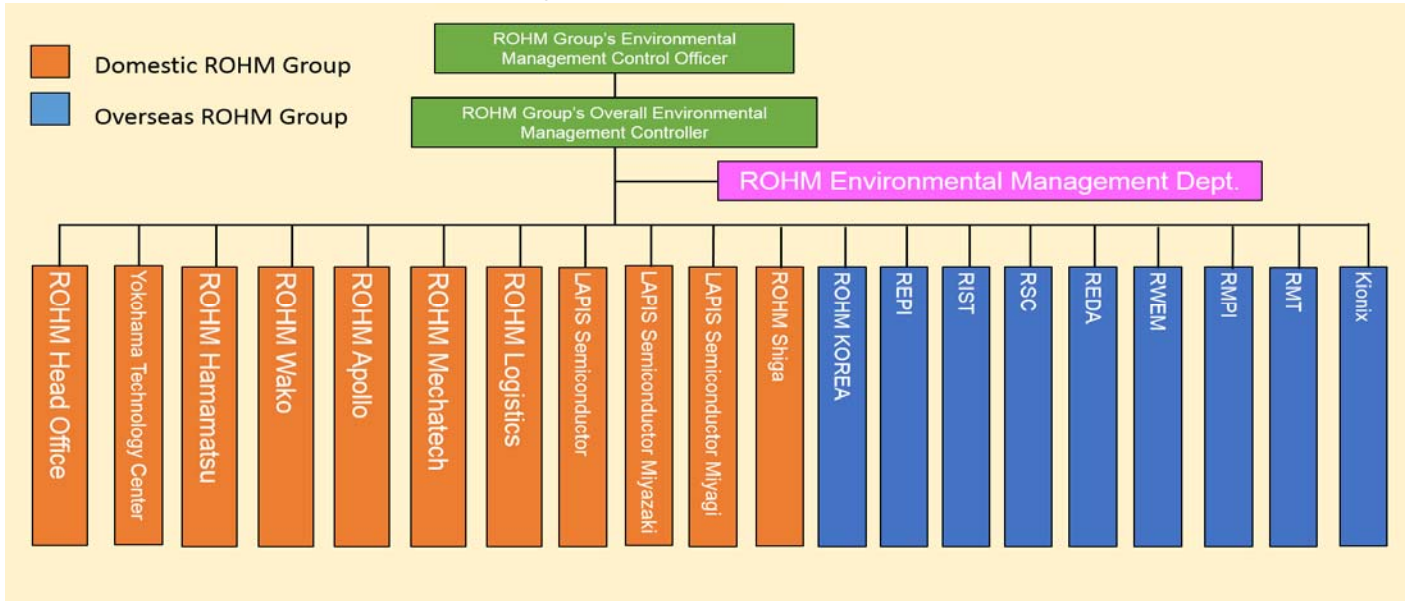 ROHM Group's Environmental
Management Control Officer
Domestic ROHM Group
Overseas ROHM Group
ROHM Group's Overall Environmental
Management Controller
ROHM Environmental Management Dept.
ROHM Head Office
Yokohama Technology Center
ROHM Hamamatsu
ROHM Wako
ROHM Apollo
ROHM Mechatech
ROHM Logistics
LAPIS Semiconductor
LAPIS Semiconductor Miyazaki
LAPIS Semiconductor Miyagi
ROHM Shiga
ROHM KOREA
REPI
RIST
RSC
REDA
RWEM
RMPI
RMT
Kionix